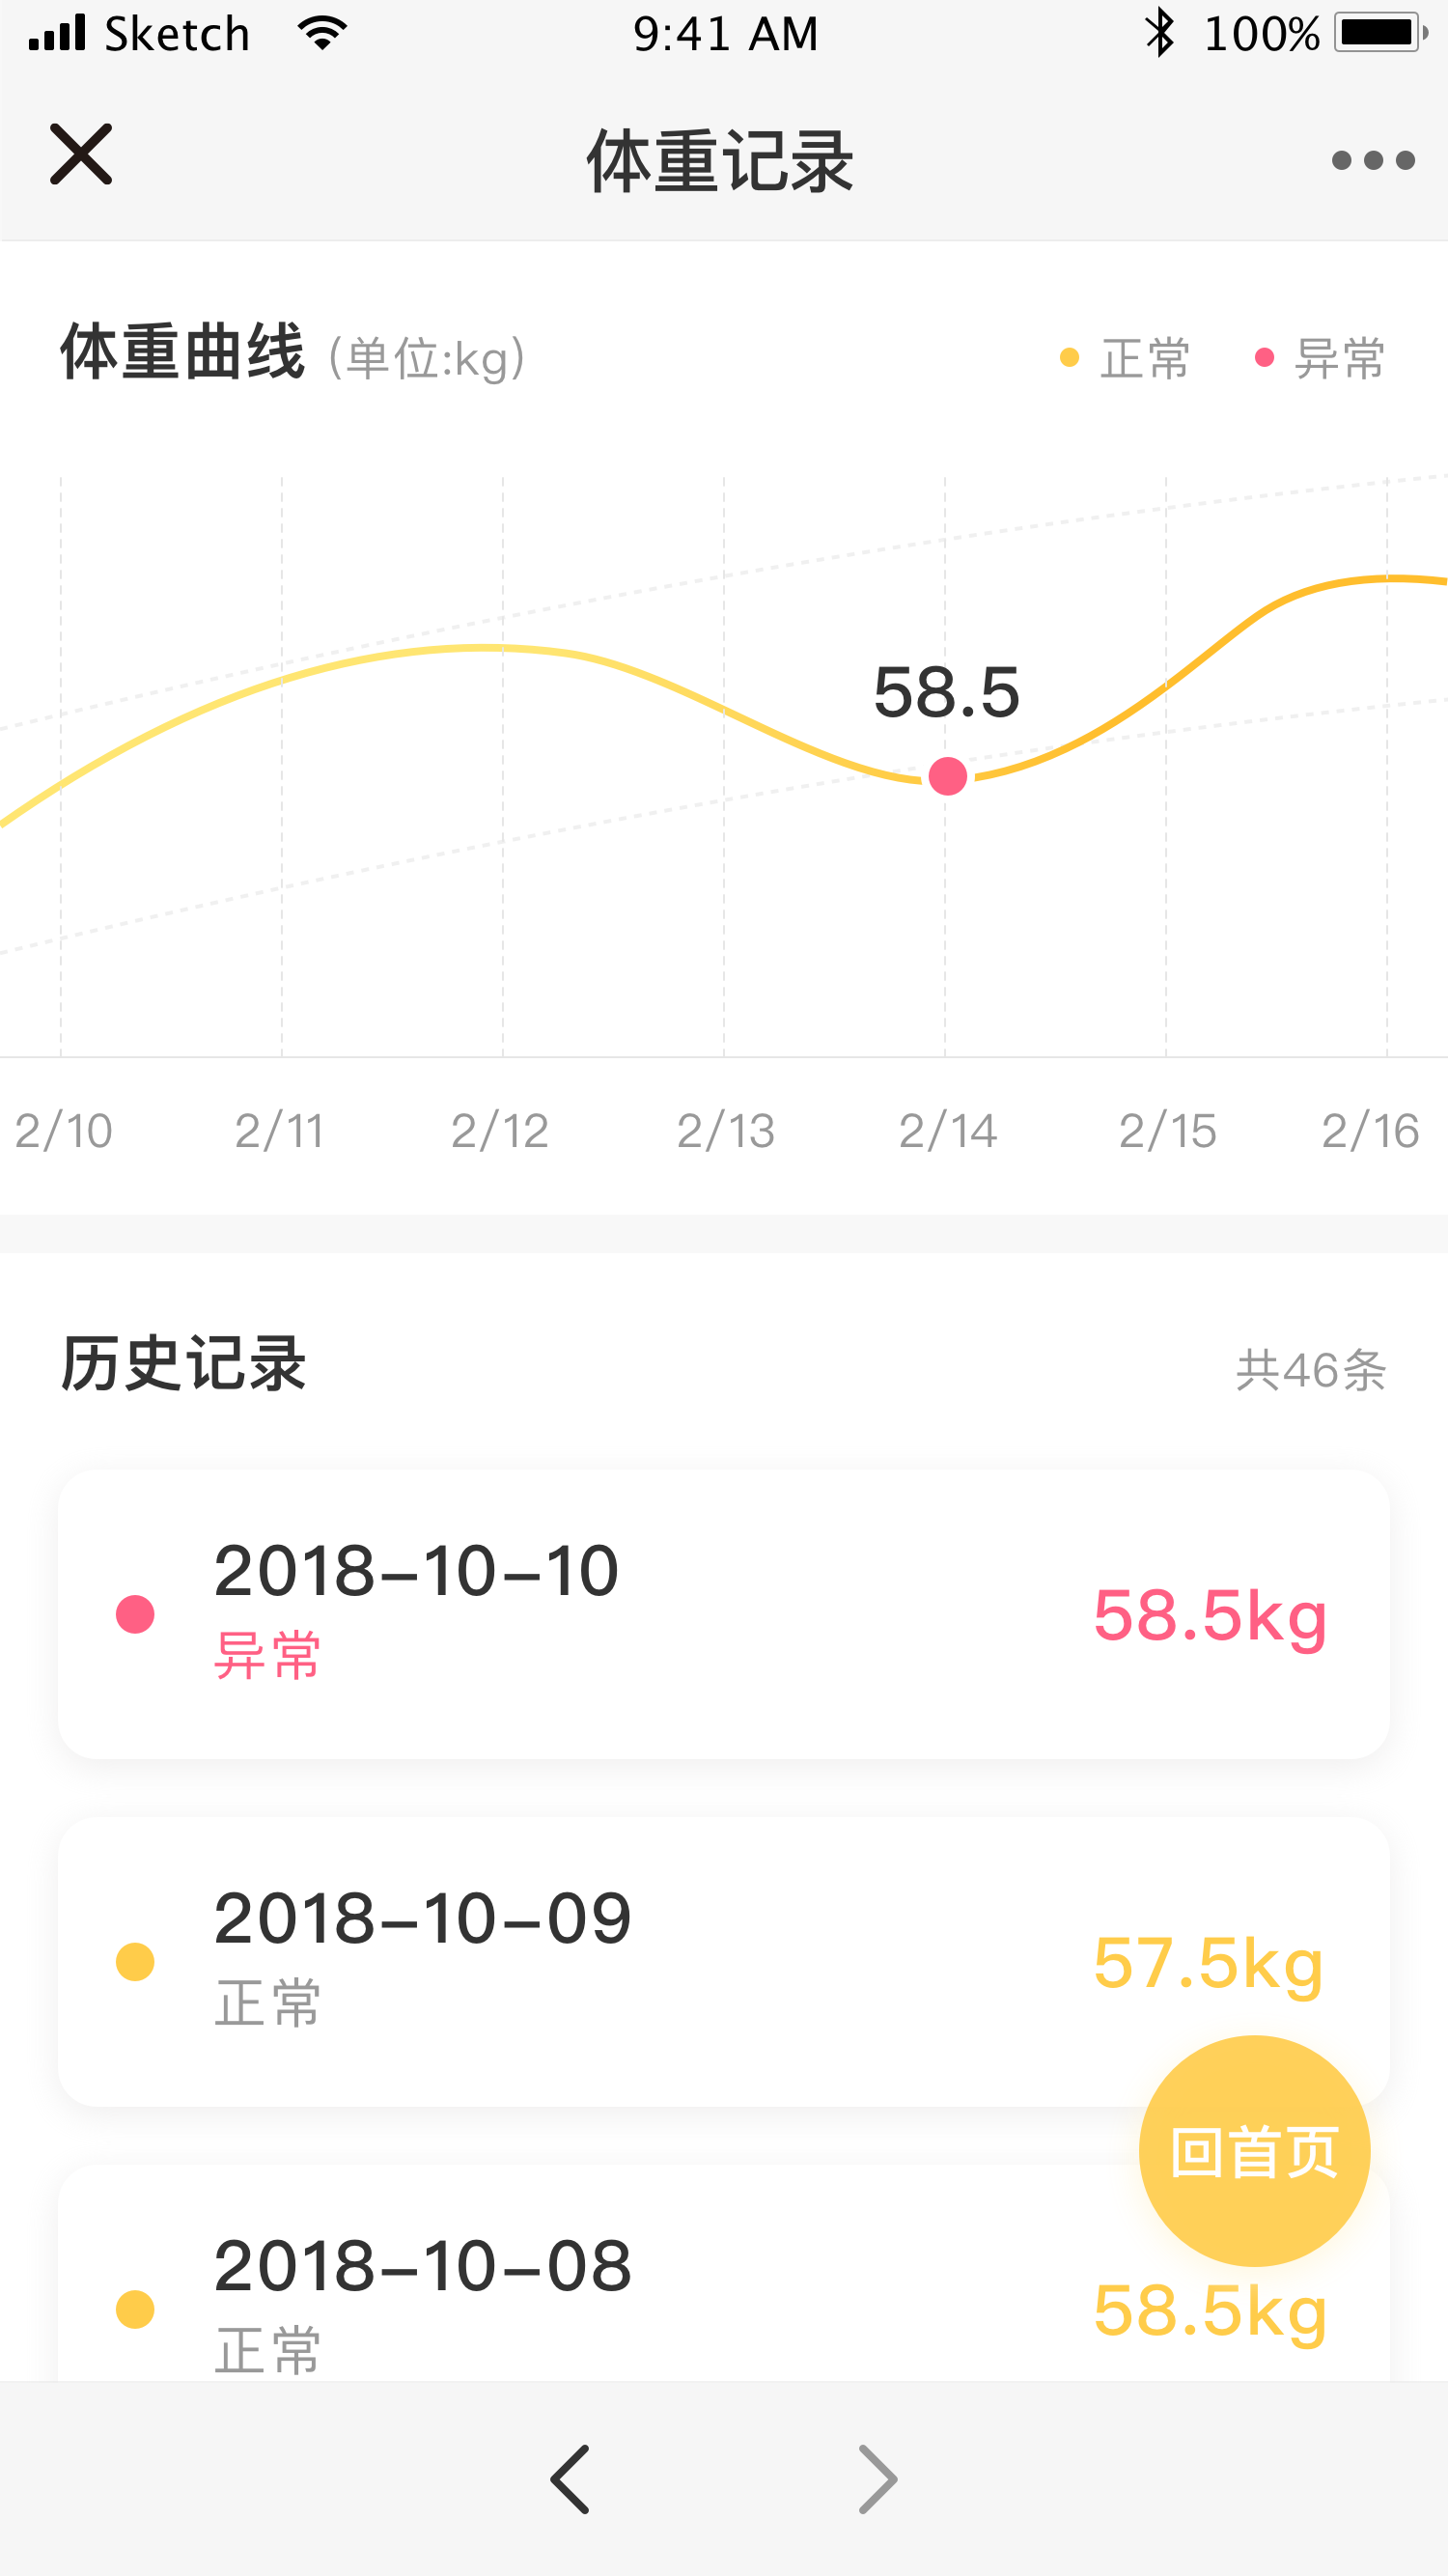 Sketch 9:41 AM 100%
体重记录
体重曲线 (单位:kg) 正常 异常
58.5
2/10 2/11 2/12 2/13 2/14 2/15 2/16
历史记录 共46条
2018-10-10
异常
58.5kg
2018-10-09
正常
57.5kg
回首页
2018-10-08
正常
58.5kg